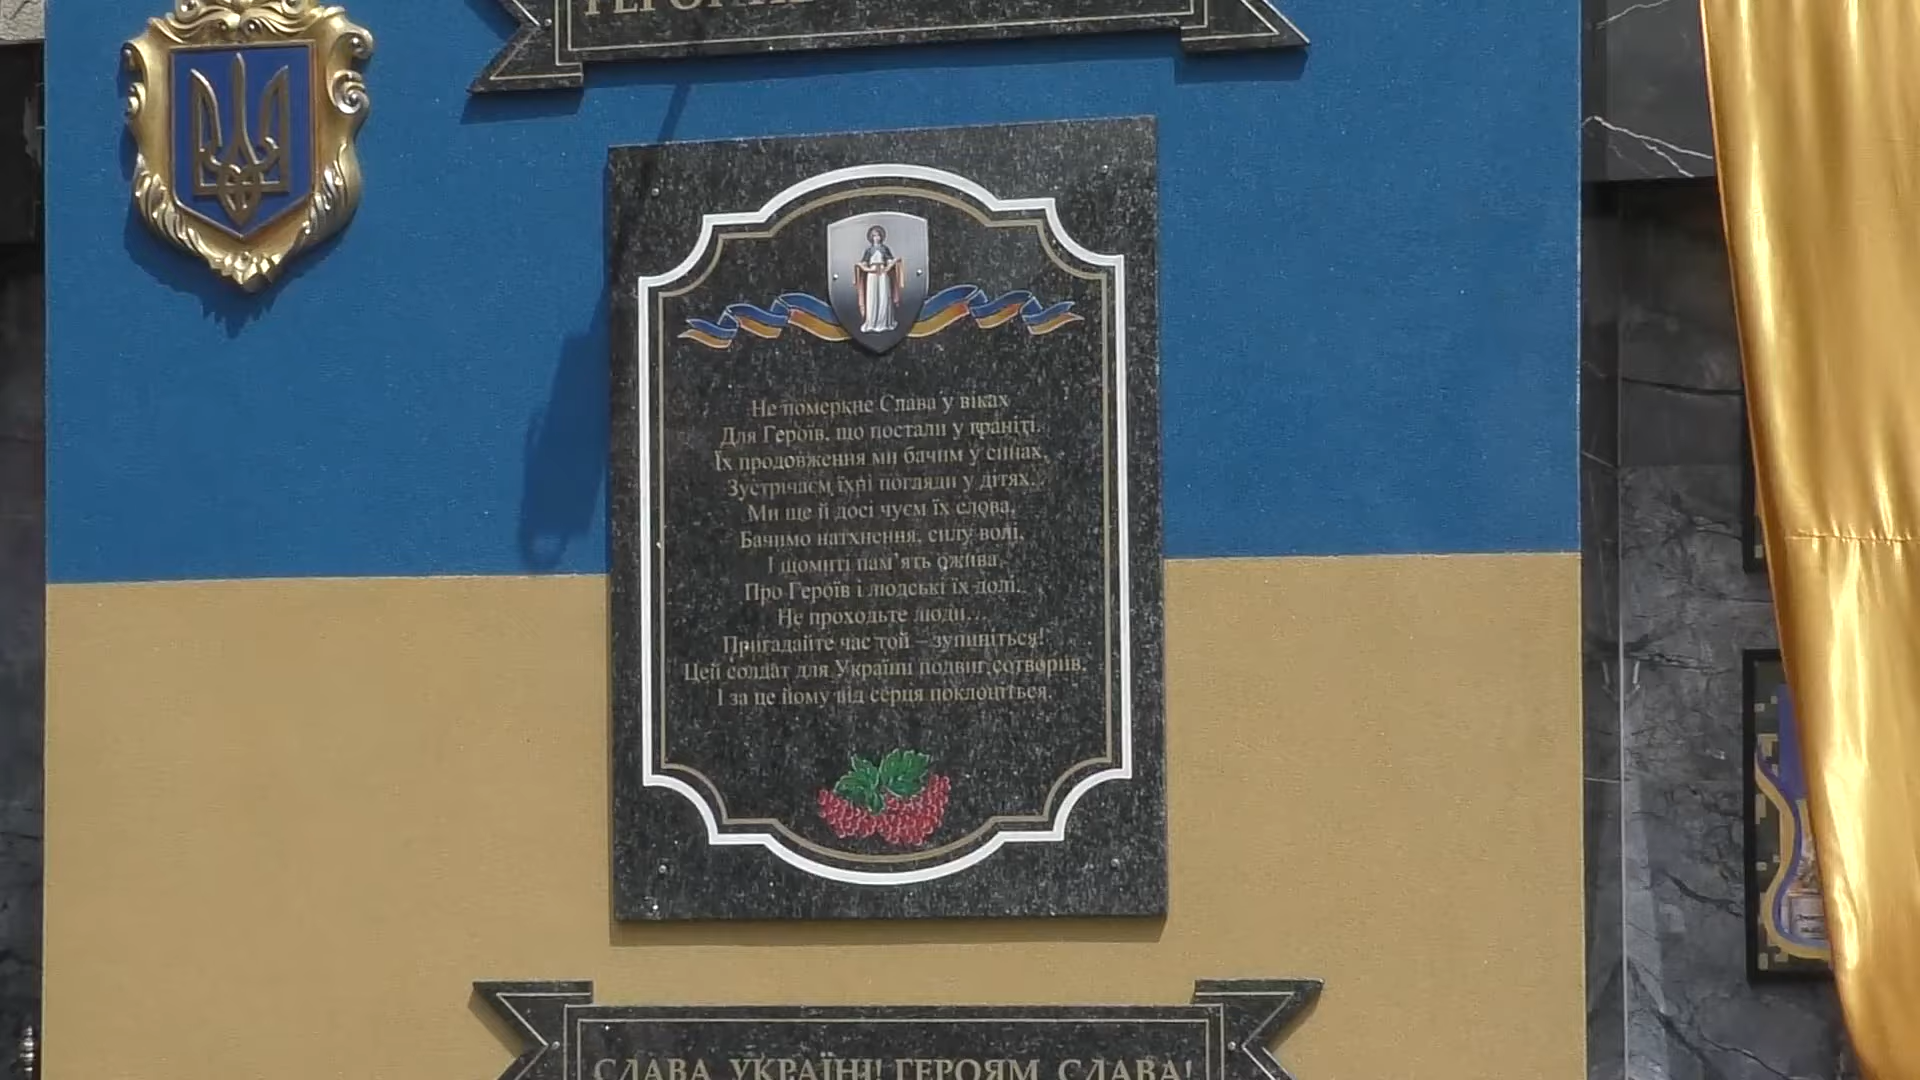 Не померкне Слава у віках
Для Героїв, що постали у граніті.
Їх продовження ми бачим у синах,
Зустрічаєм їхні погляди у дітях..
Ми ще й досі чуєм їх слова,
Бачимо натхнення, силу волі,
І щомиті пам'ять ожива
Про Героїв і людські їх долі..
Не проходьте люди...
Пригадайте час той – зупиніться!
Цей солдат для України подвиг сотворив,
І за це йому від серця поклоніться.
СЛАВА УКРАЇНІ! ГЕРОЯМ СЛАВА!